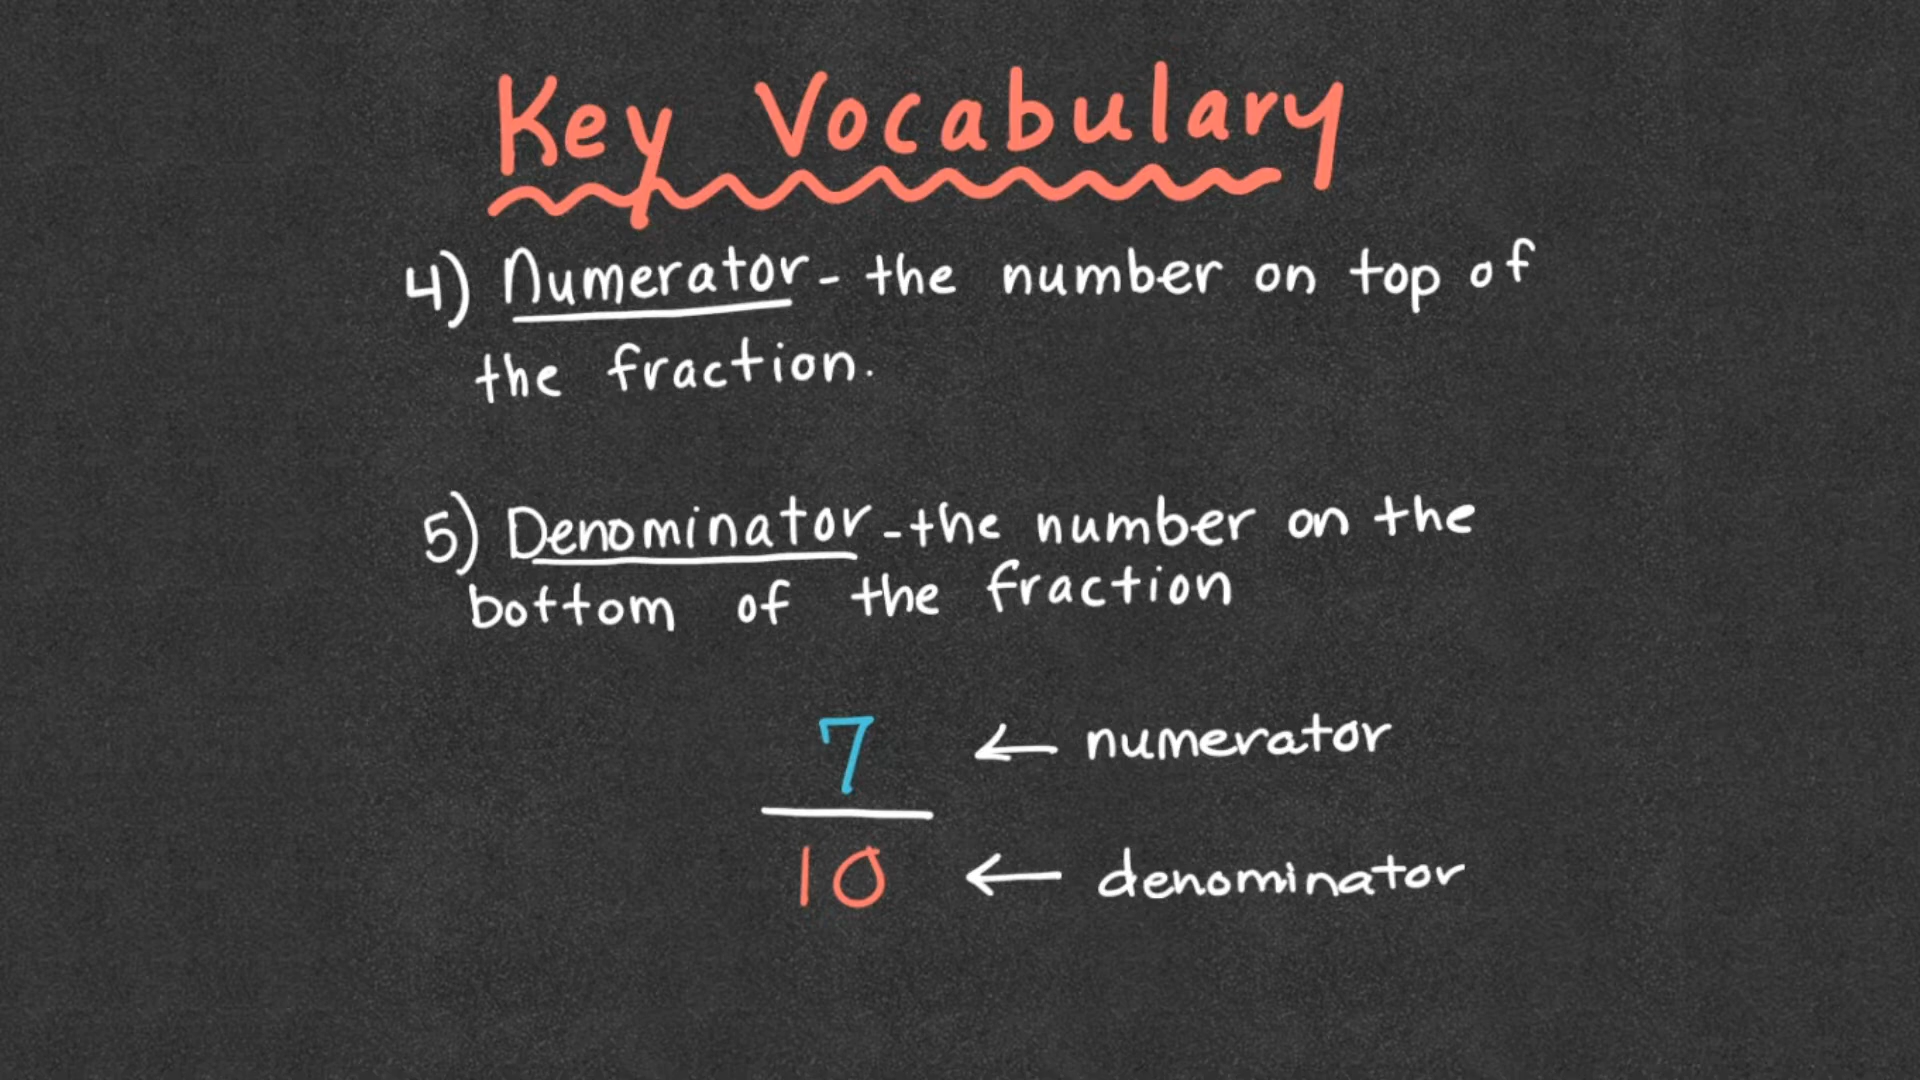 Key Vocabulary
4) Numerator - the number on top of
the fraction.
5) Denominator - the number on the
bottom of the fraction
7 ← numerator
10 ← denominator